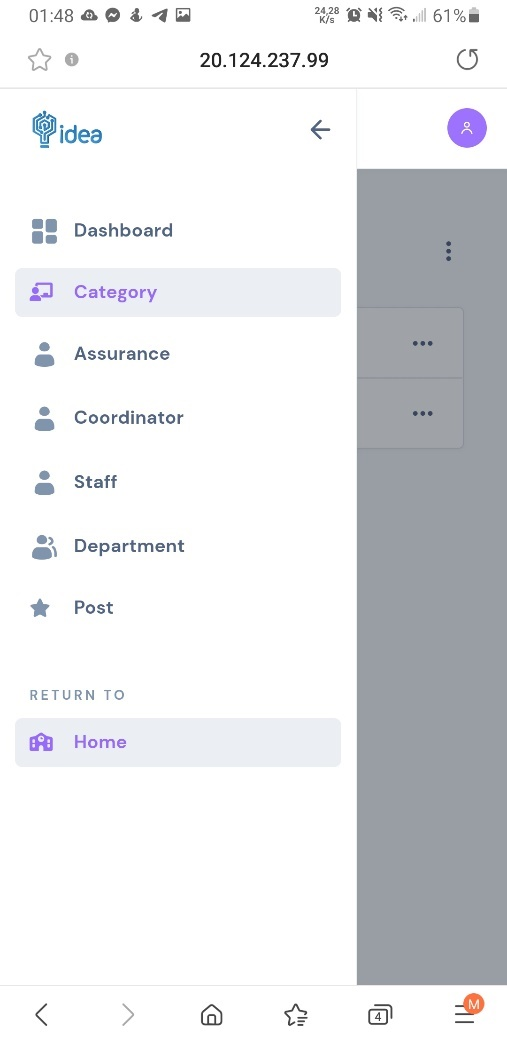 01:48
24,28
K/s
61%
20.124.237.99
idea
Dashboard
Category
Assurance
Coordinator
Staff
Department
Post
RETURN TO
Home
4
M